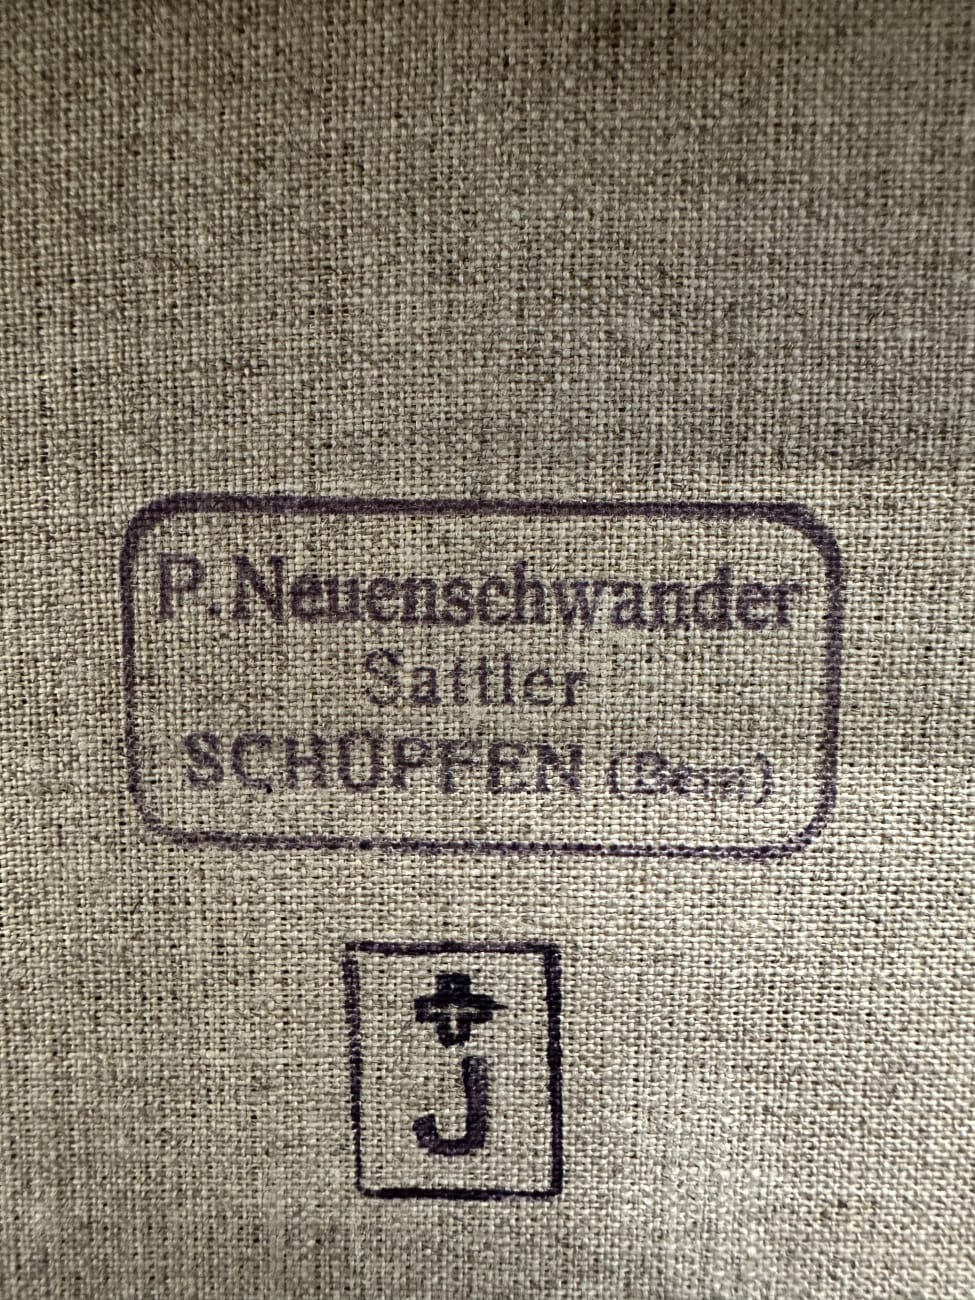 P. Neuenschwander
Sattler
SCHÜPFEN (Bern)
J